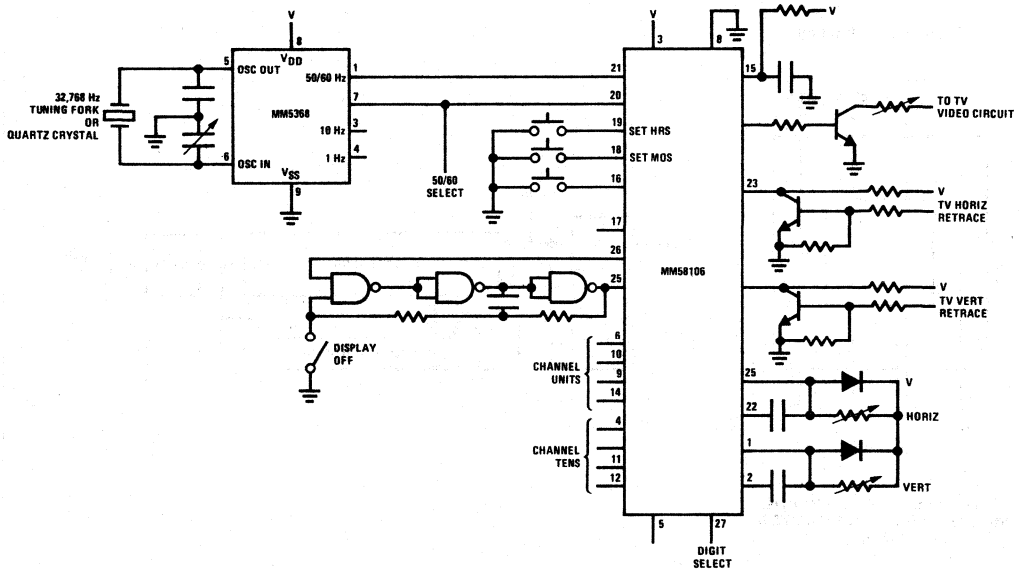 V
8
V
3
8
V
5
OSC OUT
VDD
50/60 Hz
1
21
15
32,768 Hz
TUNING FORK
OR
QUARTZ CRYSTAL
MM5368
7
20
10 Hz
3
19
SET HRS
TO TV
VIDEO CIRCUIT
1 Hz
4
18
SET MOS
6
OSC IN
VSS
9
50/60
SELECT
16
23
V
TV HORIZ
RETRACE
17
26
MM58106
25
V
TV VERT
RETRACE
DISPLAY
OFF
CHANNEL
UNITS
6
10
9
14
25
V
22
HORIZ
CHANNEL
TENS
4
11
12
1
2
VERT
5
27
DIGIT
SELECT